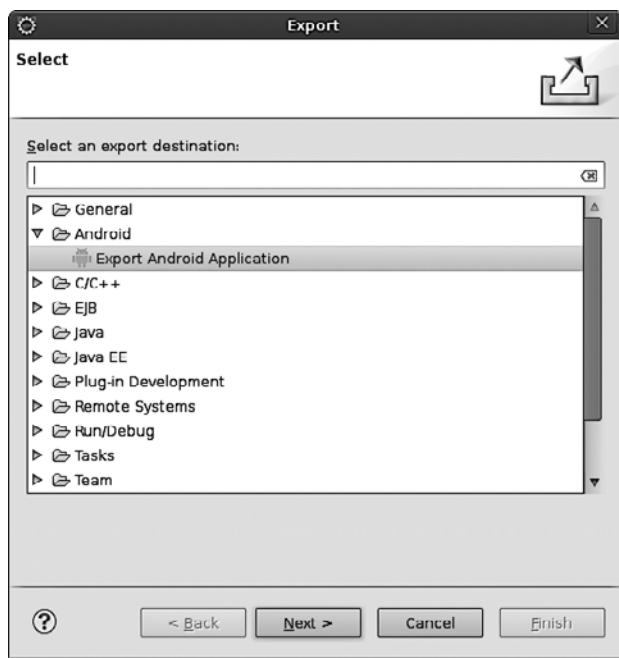 Export
Select
Select an export destination:
General
Android
Export Android Application
C/C++
EJB
Java
Java EE
Plug-in Development
Remote Systems
Run/Debug
Tasks
Team
?
< Back
Next >
Cancel
Finish